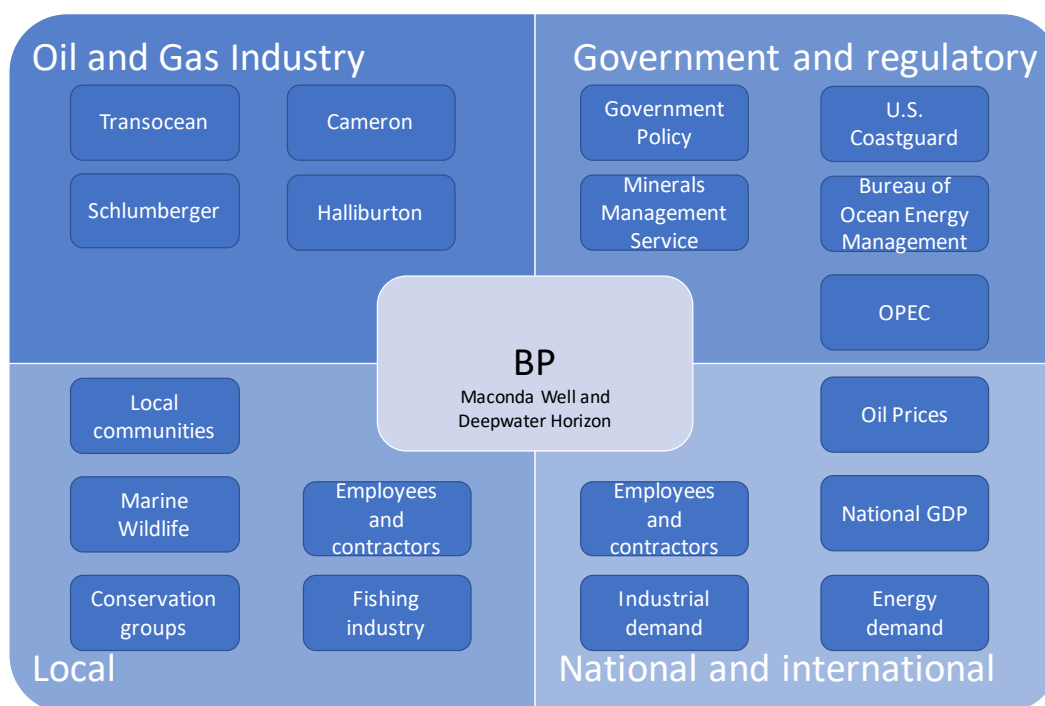 Oil and Gas Industry
Transocean
Cameron
Schlumberger
Halliburton
Government and regulatory
Government
Policy
U.S.
Coastguard
Minerals
Management
Service
Bureau of
Ocean Energy
Management
OPEC
BP
Maconda Well and
Deepwater Horizon
Local
communities
Marine
Wildlife
Employees
and
contractors
Conservation
groups
Fishing
industry
Local
Oil Prices
Employees
and
contractors
National GDP
Industrial
demand
Energy
demand
National and international